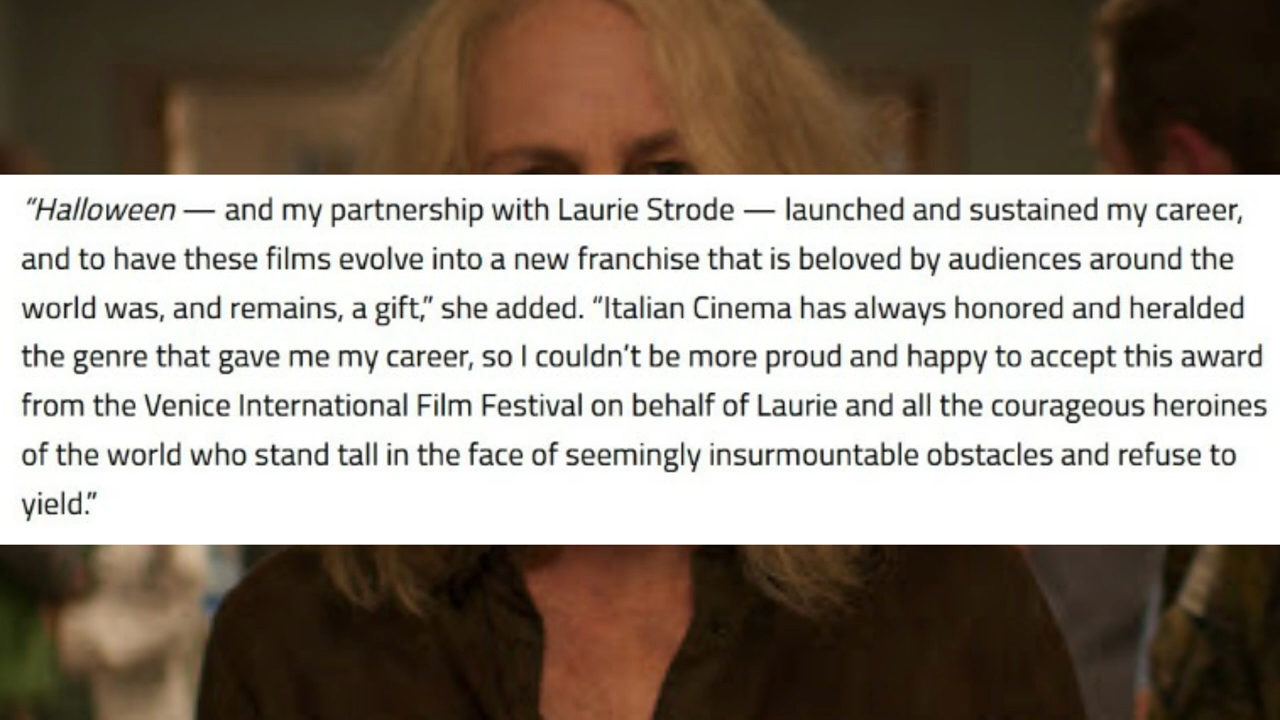 “Halloween — and my partnership with Laurie Strode — launched and sustained my career,
and to have these films evolve into a new franchise that is beloved by audiences around the
world was, and remains, a gift,” she added. “Italian Cinema has always honored and heralded
the genre that gave me my career, so I couldn’t be more proud and happy to accept this award
from the Venice International Film Festival on behalf of Laurie and all the courageous heroines
of the world who stand tall in the face of seemingly insurmountable obstacles and refuse to
yield.”